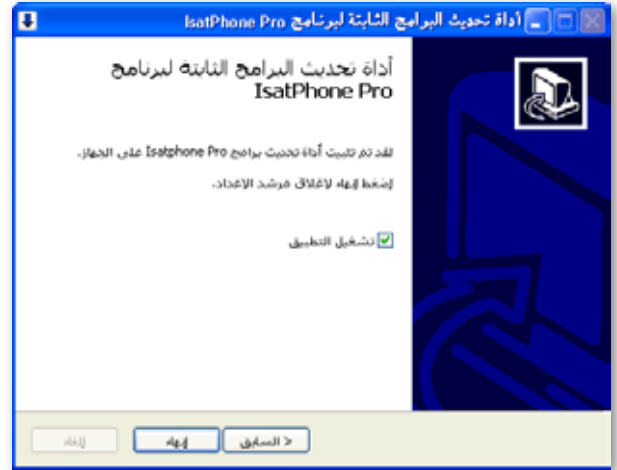 أداة تحديث البرامج الثابتة لبرنامج IsatPhone Pro
أداة تحديث البرامج الثابتة لبرنامج
IsatPhone Pro
لقد تم تثبيت أداة تحديث برامج Isatphone Pro على الجهاز.
إضغط إنهاء لإغلاق مرشد الإعداد.
تشغيل التطبيق
< السابق
إنهاء
إلغاء